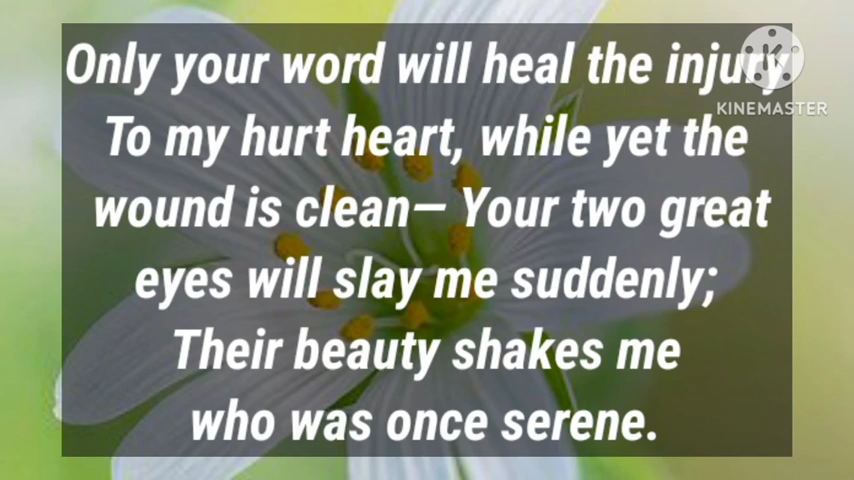 Only your word will heal the injury
To my hurt heart, while yet the
wound is clean— Your two great
eyes will slay me suddenly;
Their beauty shakes me
who was once serene.
K
KINEMASTER